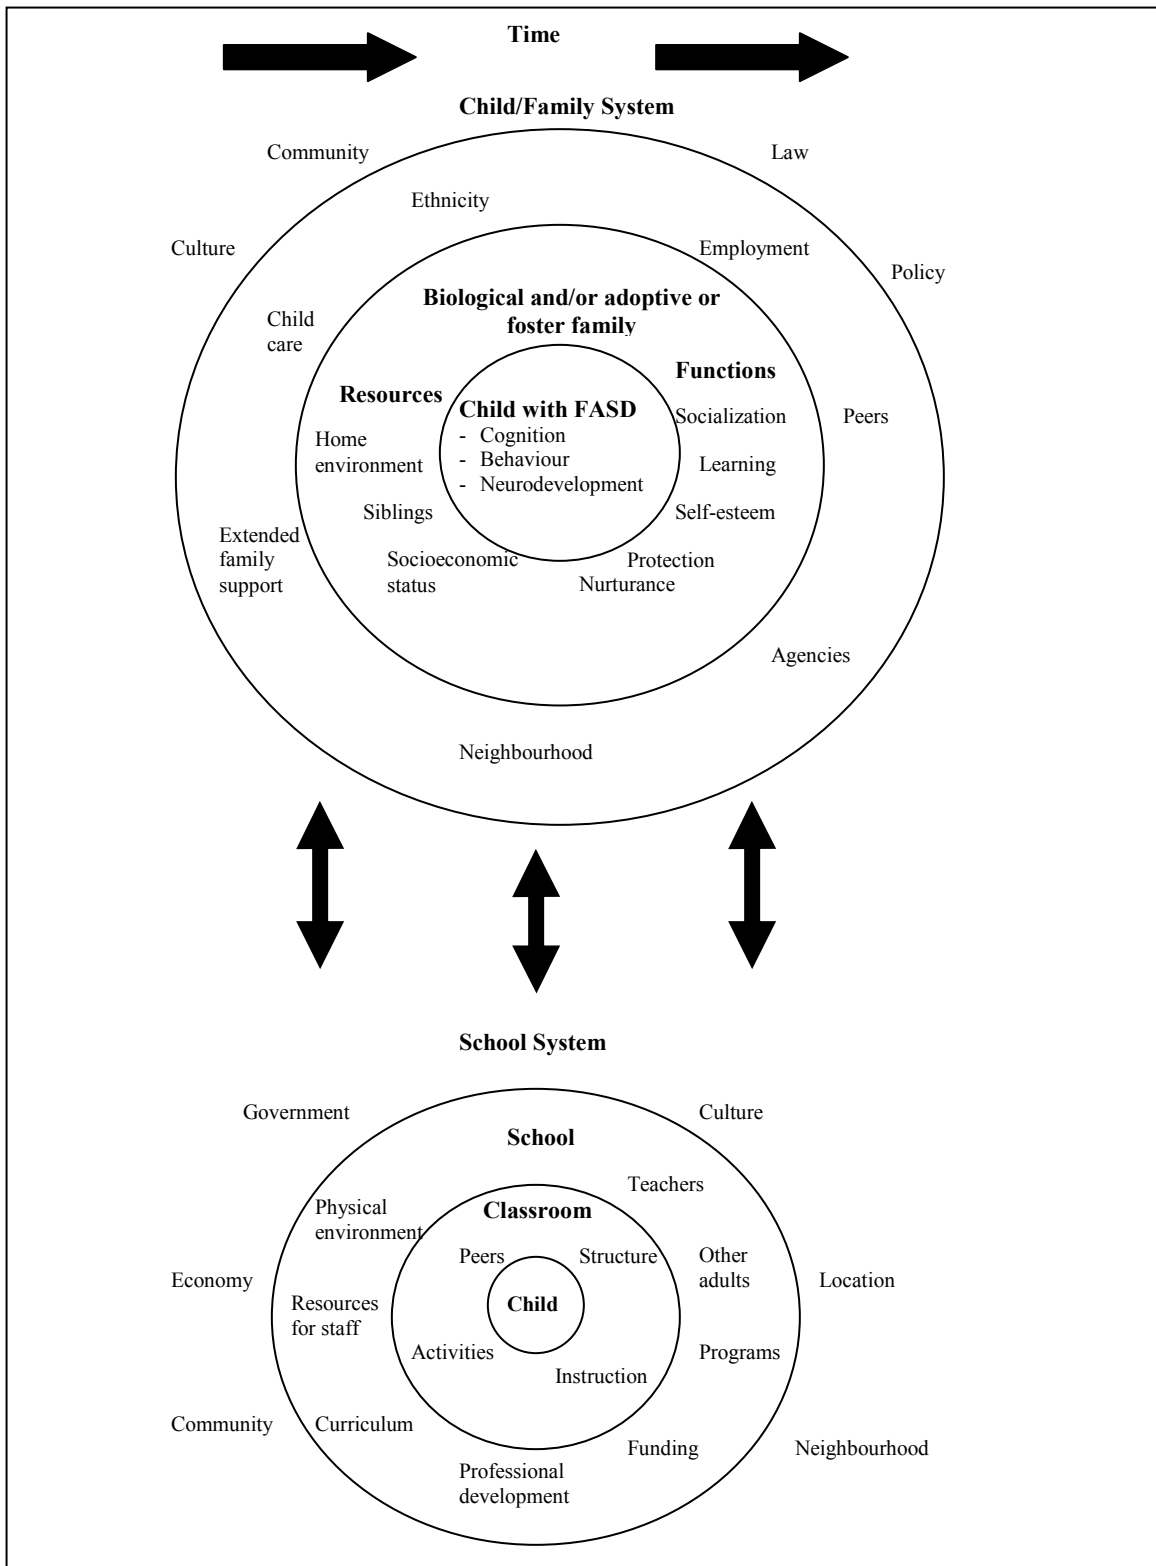 Time
Child/Family System
Community
Law
Ethnicity
Culture
Employment
Policy
Biological and/or adoptive or
foster family
Child
care
Functions
Resources
Child with FASD
- Cognition
- Behaviour
- Neurodevelopment
Socialization
Peers
Home
environment
Learning
Siblings
Self-esteem
Extended
family
support
Socioeconomic
status
Protection
Nurturance
Agencies
Neighbourhood
School System
Government
Culture
School
Teachers
Physical
environment
Classroom
Peers
Structure
Other
adults
Economy
Location
Child
Resources
for staff
Activities
Programs
Instruction
Community
Curriculum
Funding
Neighbourhood
Professional
development